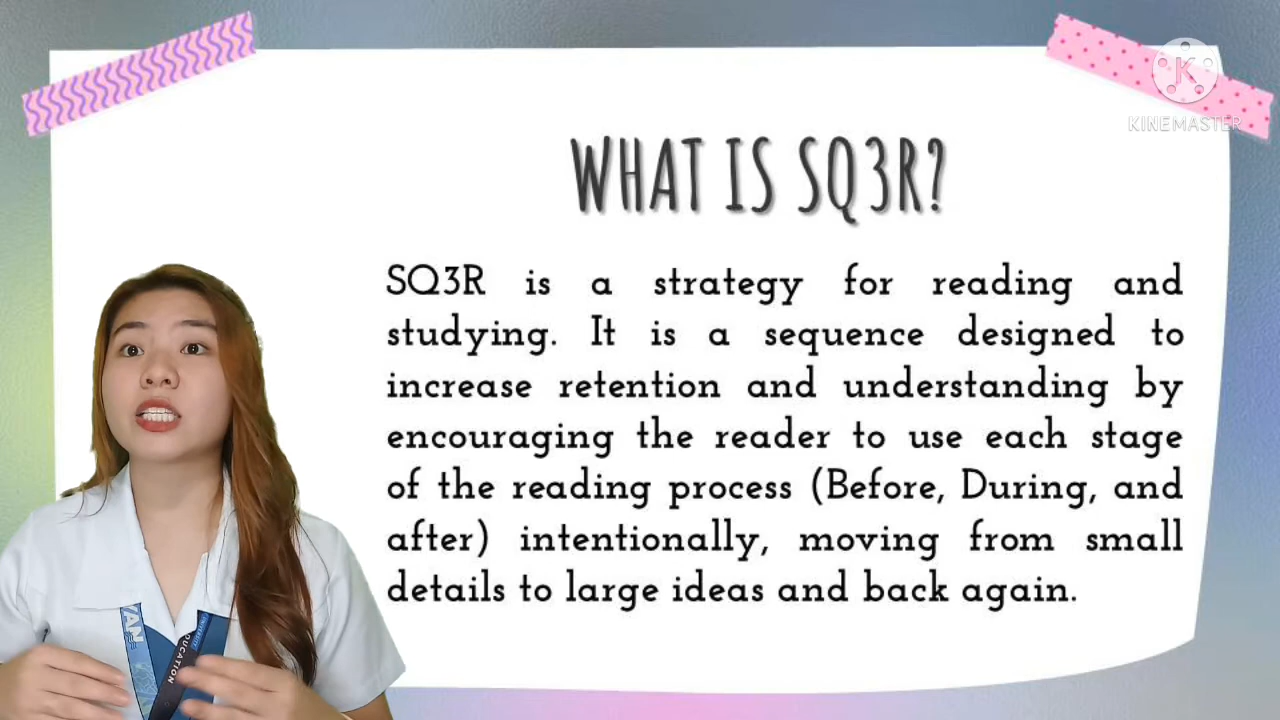 KINEMASTER
WHAT IS SQ3R?
SQ3R is a strategy for reading and
studying. It is a sequence designed to
increase retention and understanding by
encouraging the reader to use each stage
of the reading process (Before, During, and
after) intentionally, moving from small
details to large ideas and back again.
UNIVERSITY